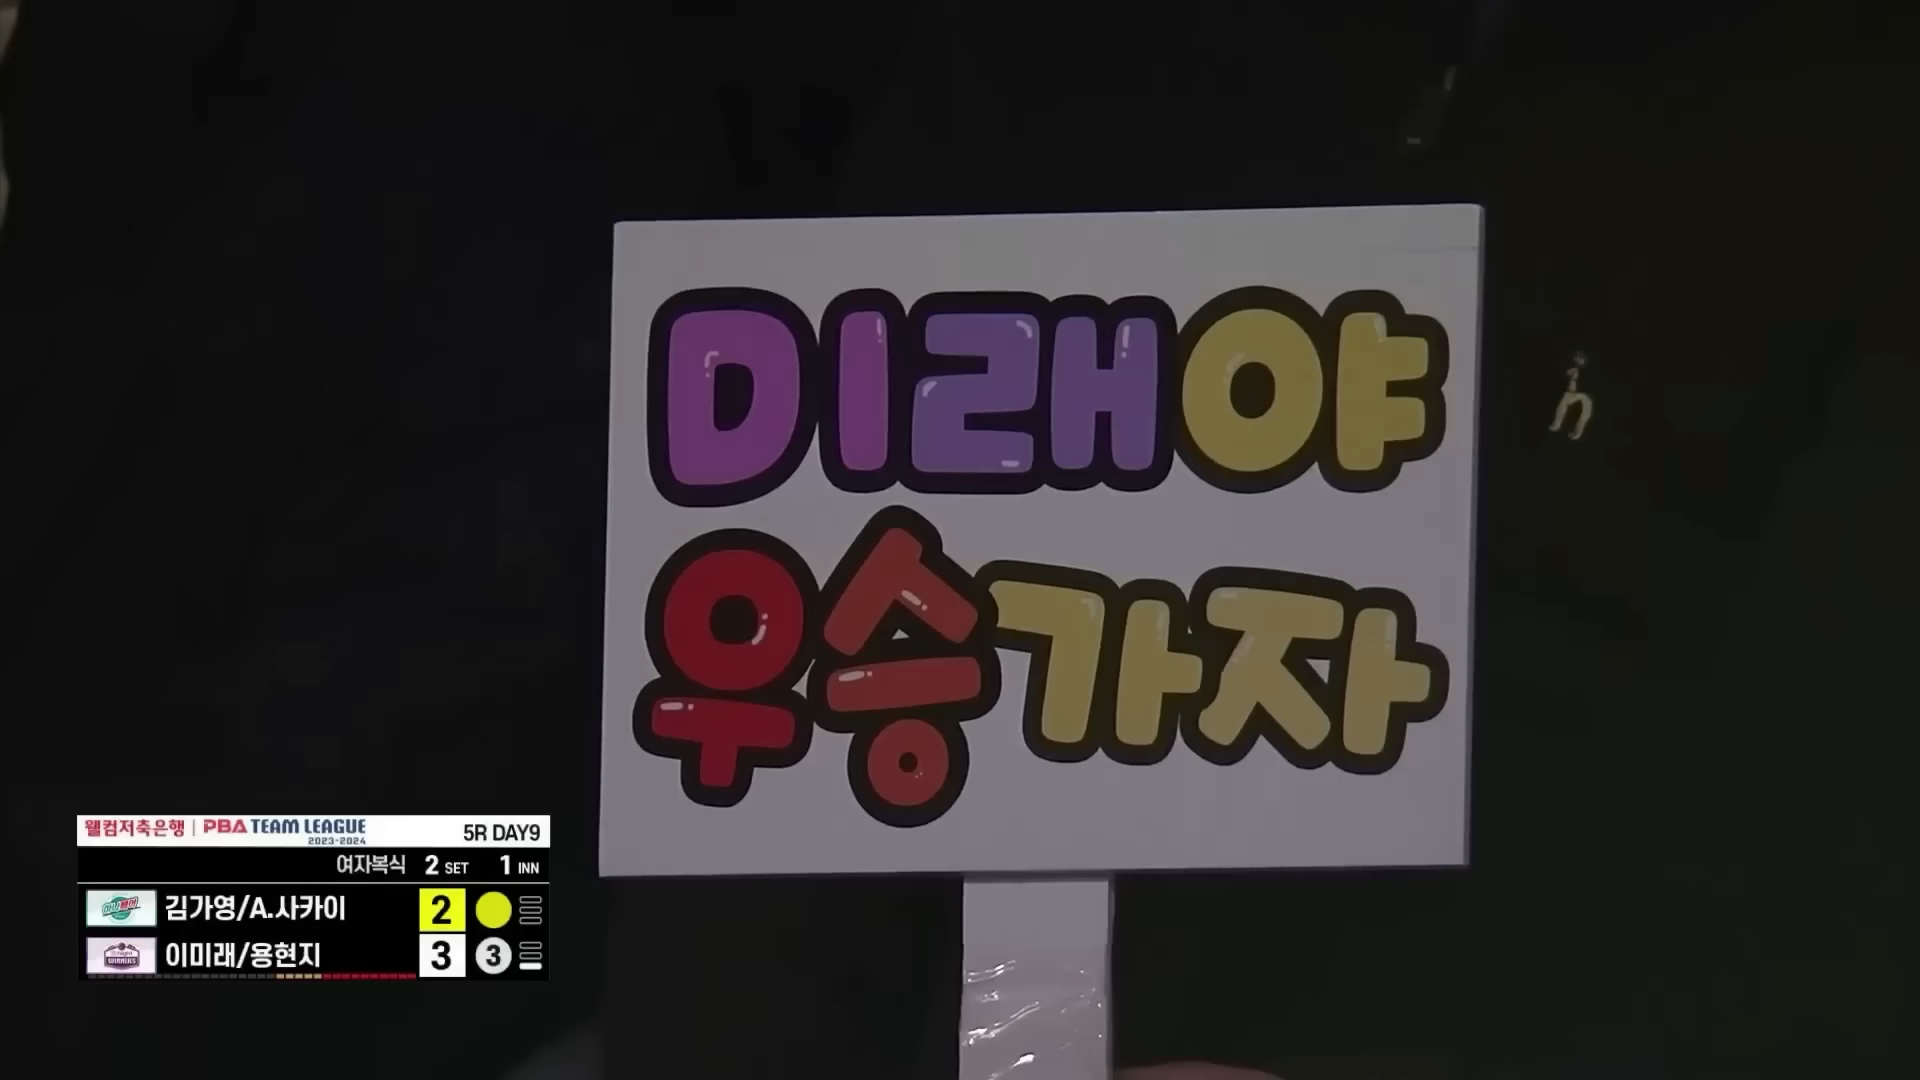 미래야
우승가자
웰컴저축은행 | PBA TEAM LEAGUE
2023-2024
5R DAY9
여자복식 2 SET 1 INN
김가영/A.사카이 2
이미래/용현지 3 3